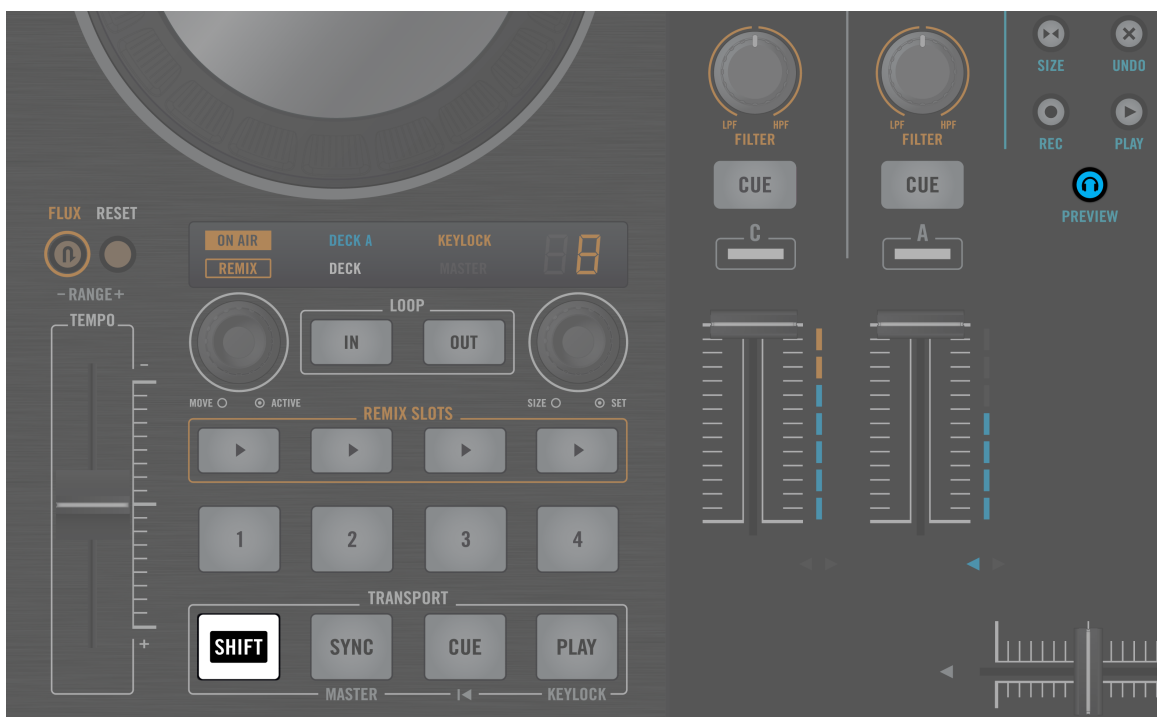 SIZE UNDO
LPF HPF LPF HPF
FILTER FILTER
REC PLAY
CUE CUE
FLUX RESET
PREVIEW
ON AIR DECK A KEYLOCK 8
C A
REMIX DECK MASTER
- RANGE +
TEMPO
LOOP
IN OUT
-
MOVE ACTIVE SIZE SET
REMIX SLOTS
1 2 3 4
TRANSPORT
+
SHIFT SYNC CUE PLAY
MASTER KEYLOCK